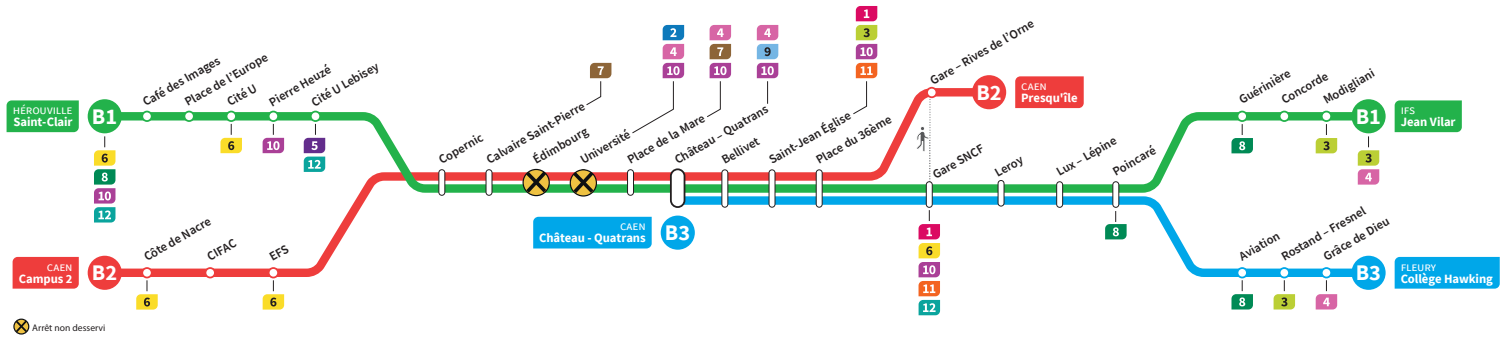 HÉROUVILLE
Saint-Clair
B1
6
8
10
12
Café des Images
Place de l'Europe
Cité U
6
Pierre Heuzé
10
Cité U Lebisey
5
12
CAEN
Campus 2
B2
Côte de Nacre
6
CIFAC
EFS
6
Copernic
Calvaire Saint-Pierre
7
Édimbourg
Université
2
4
10
Place de la Mare
4
7
10
Château – Quatrans
4
9
10
CAEN
Château - Quatrans
B3
Bellivet
Saint-Jean Église
1
3
10
11
Place du 36ème
Gare – Rives de l'Orne
B2
CAEN
Presqu'île
Gare SNCF
1
6
10
11
12
Leroy
Lux – Lépine
Poincaré
8
Guérinière
8
Concorde
Modigliani
3
B1
IFS
Jean Vilar
3
4
Aviation
8
Rostand – Fresnel
3
Grâce de Dieu
4
B3
FLEURY
Collège Hawking
Arrêt non desservi